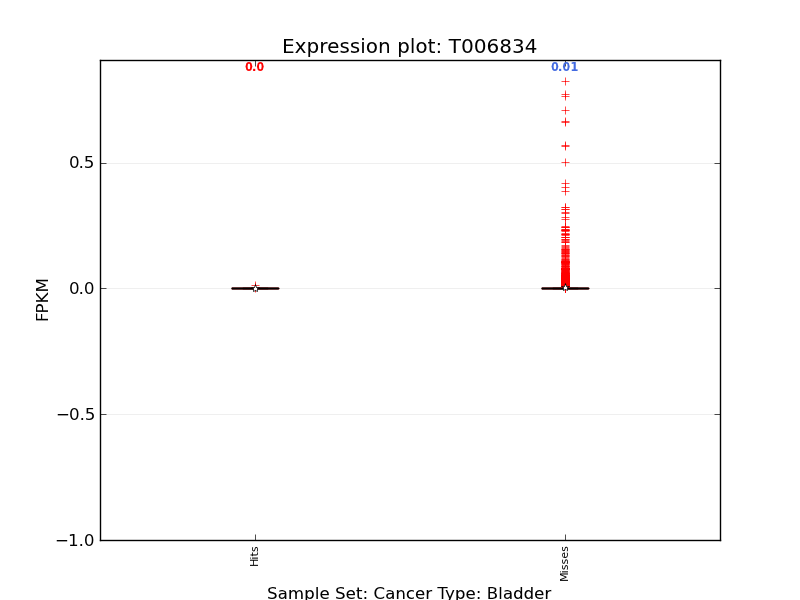 Expression plot: T006834
0.0 0.01
0.5
0.0
−0.5
−1.0
FPKM
Hits Misses
Sample Set: Cancer Type: Bladder